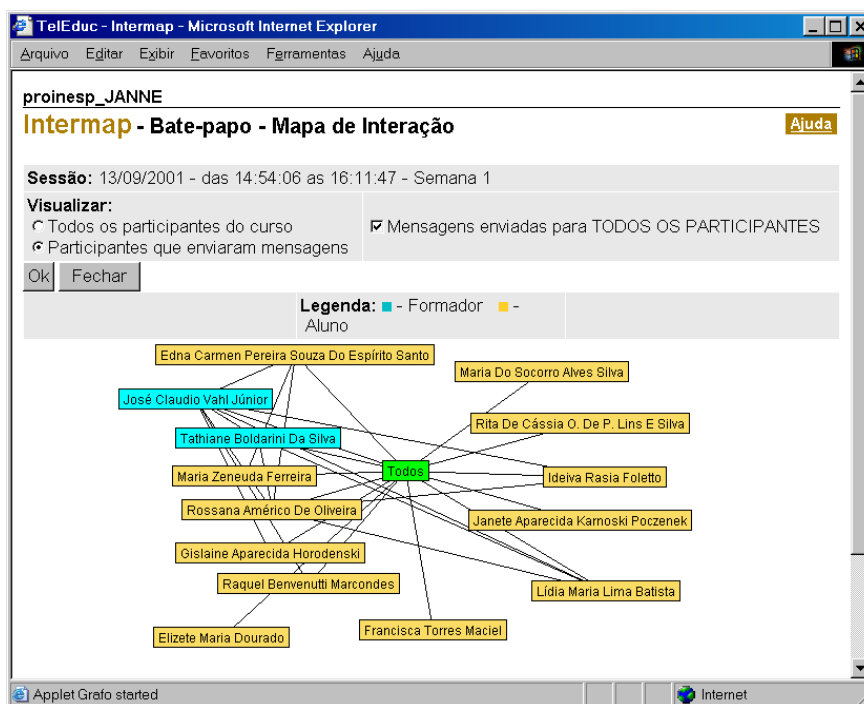 TelEduc - Intermap - Microsoft Internet Explorer
Arquivo Editar Exibir Favoritos Ferramentas Ajuda
proinesp_JANNE
Intermap - Bate-papo - Mapa de Interação
Ajuda
Sessão: 13/09/2001 - das 14:54:06 as 16:11:47 - Semana 1
Visualizar:
Todos os participantes do curso
Participantes que enviaram mensagens
Mensagens enviadas para TODOS OS PARTICIPANTES
Ok Fechar
Legenda: - Formador -
Aluno
Edna Carmen Pereira Souza Do Espírito Santo
Maria Do Socorro Alves Silva
José Claudio Vahl Júnior
Rita De Cássia O. De P. Lins E Silva
Tathiane Boldarini Da Silva
Todos
Maria Zeneuda Ferreira
Ideiva Rasia Foletto
Rossana Américo De Oliveira
Janete Aparecida Karnoski Poczenek
Gislaine Aparecida Horodenski
Raquel Benvenutti Marcondes
Lídia Maria Lima Batista
Elizete Maria Dourado
Francisca Torres Maciel
Applet Grafo started
Internet